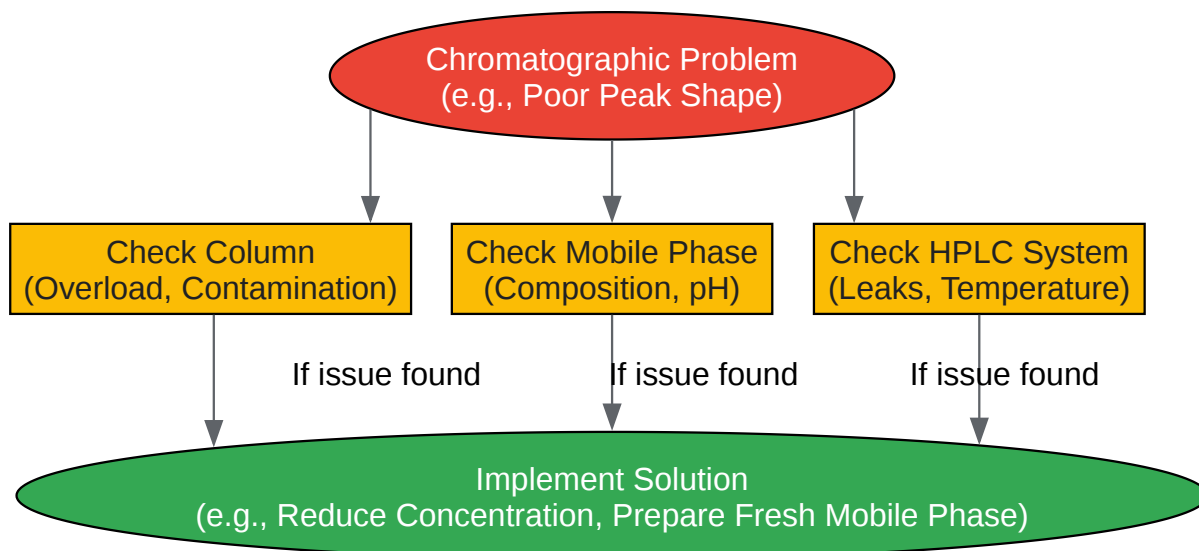 Chromatographic Problem
(e.g., Poor Peak Shape)
Check Column
(Overload, Contamination)
Check Mobile Phase
(Composition, pH)
Check HPLC System
(Leaks, Temperature)
If issue found
If issue found
If issue found
Implement Solution
(e.g., Reduce Concentration, Prepare Fresh Mobile Phase)